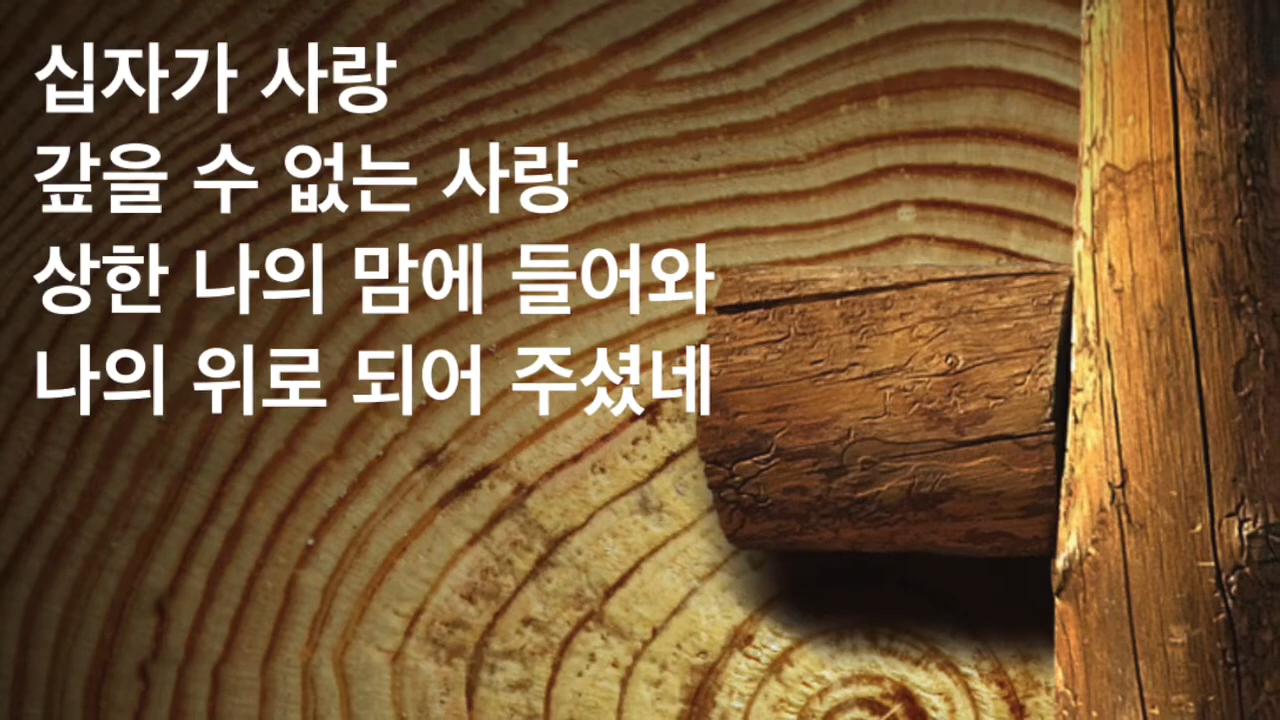 십자가 사랑
갚을 수 없는 사랑
상한 나의 맘에 들어와
나의 위로 되어 주셨네